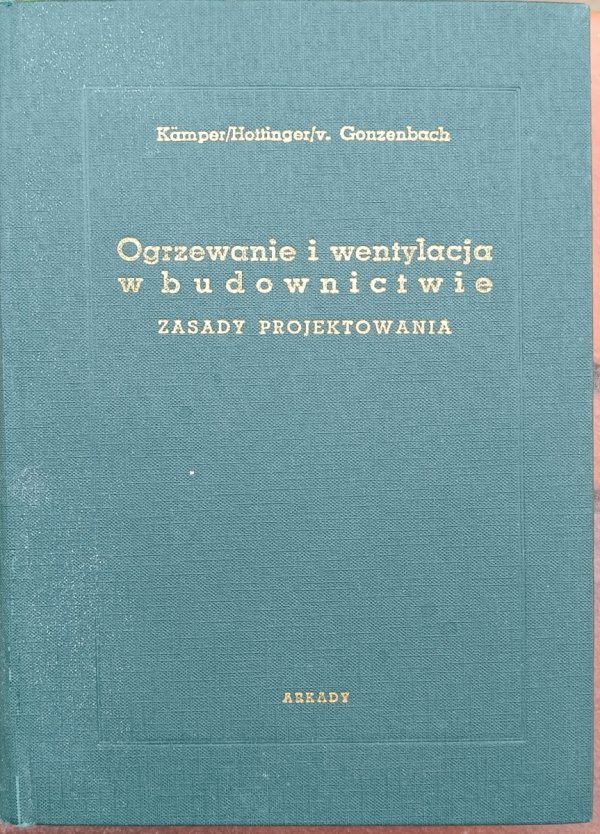 Kämper/Hottinger/v. Gonzenbach
Ogrzewanie i wentylacja
w budownictwie
ZASADY PROJEKTOWANIA
ARKADY